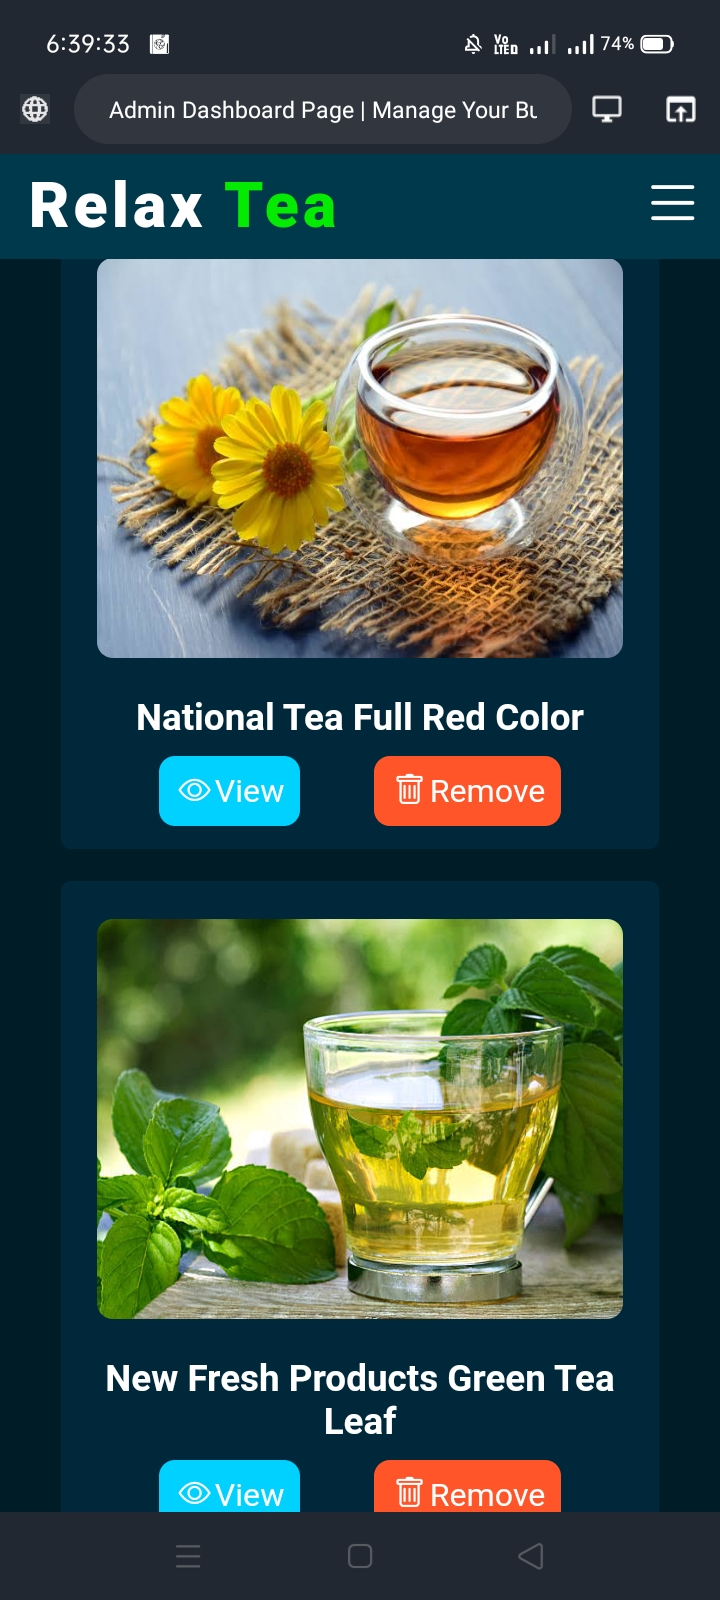 6:39:33
Vo LTE D
74%
Admin Dashboard Page | Manage Your
Relax Tea
National Tea Full Red Color
View
Remove
New Fresh Products Green Tea
Leaf
View
Remove